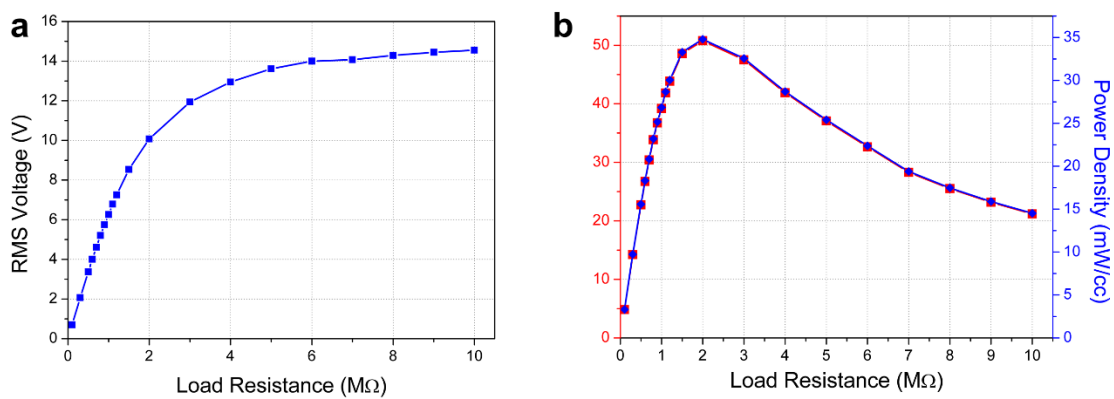 a
RMS Voltage (V)
16
14
12
10
8
6
4
2
0
0 2 4 6 8 10
Load Resistance (MΩ)
b
50
40
30
20
10
0
0 1 2 3 4 5 6 7 8 9 10
Load Resistance (MΩ)
35
30
25
20
15
10
5
0
Power Density (mW/cc)